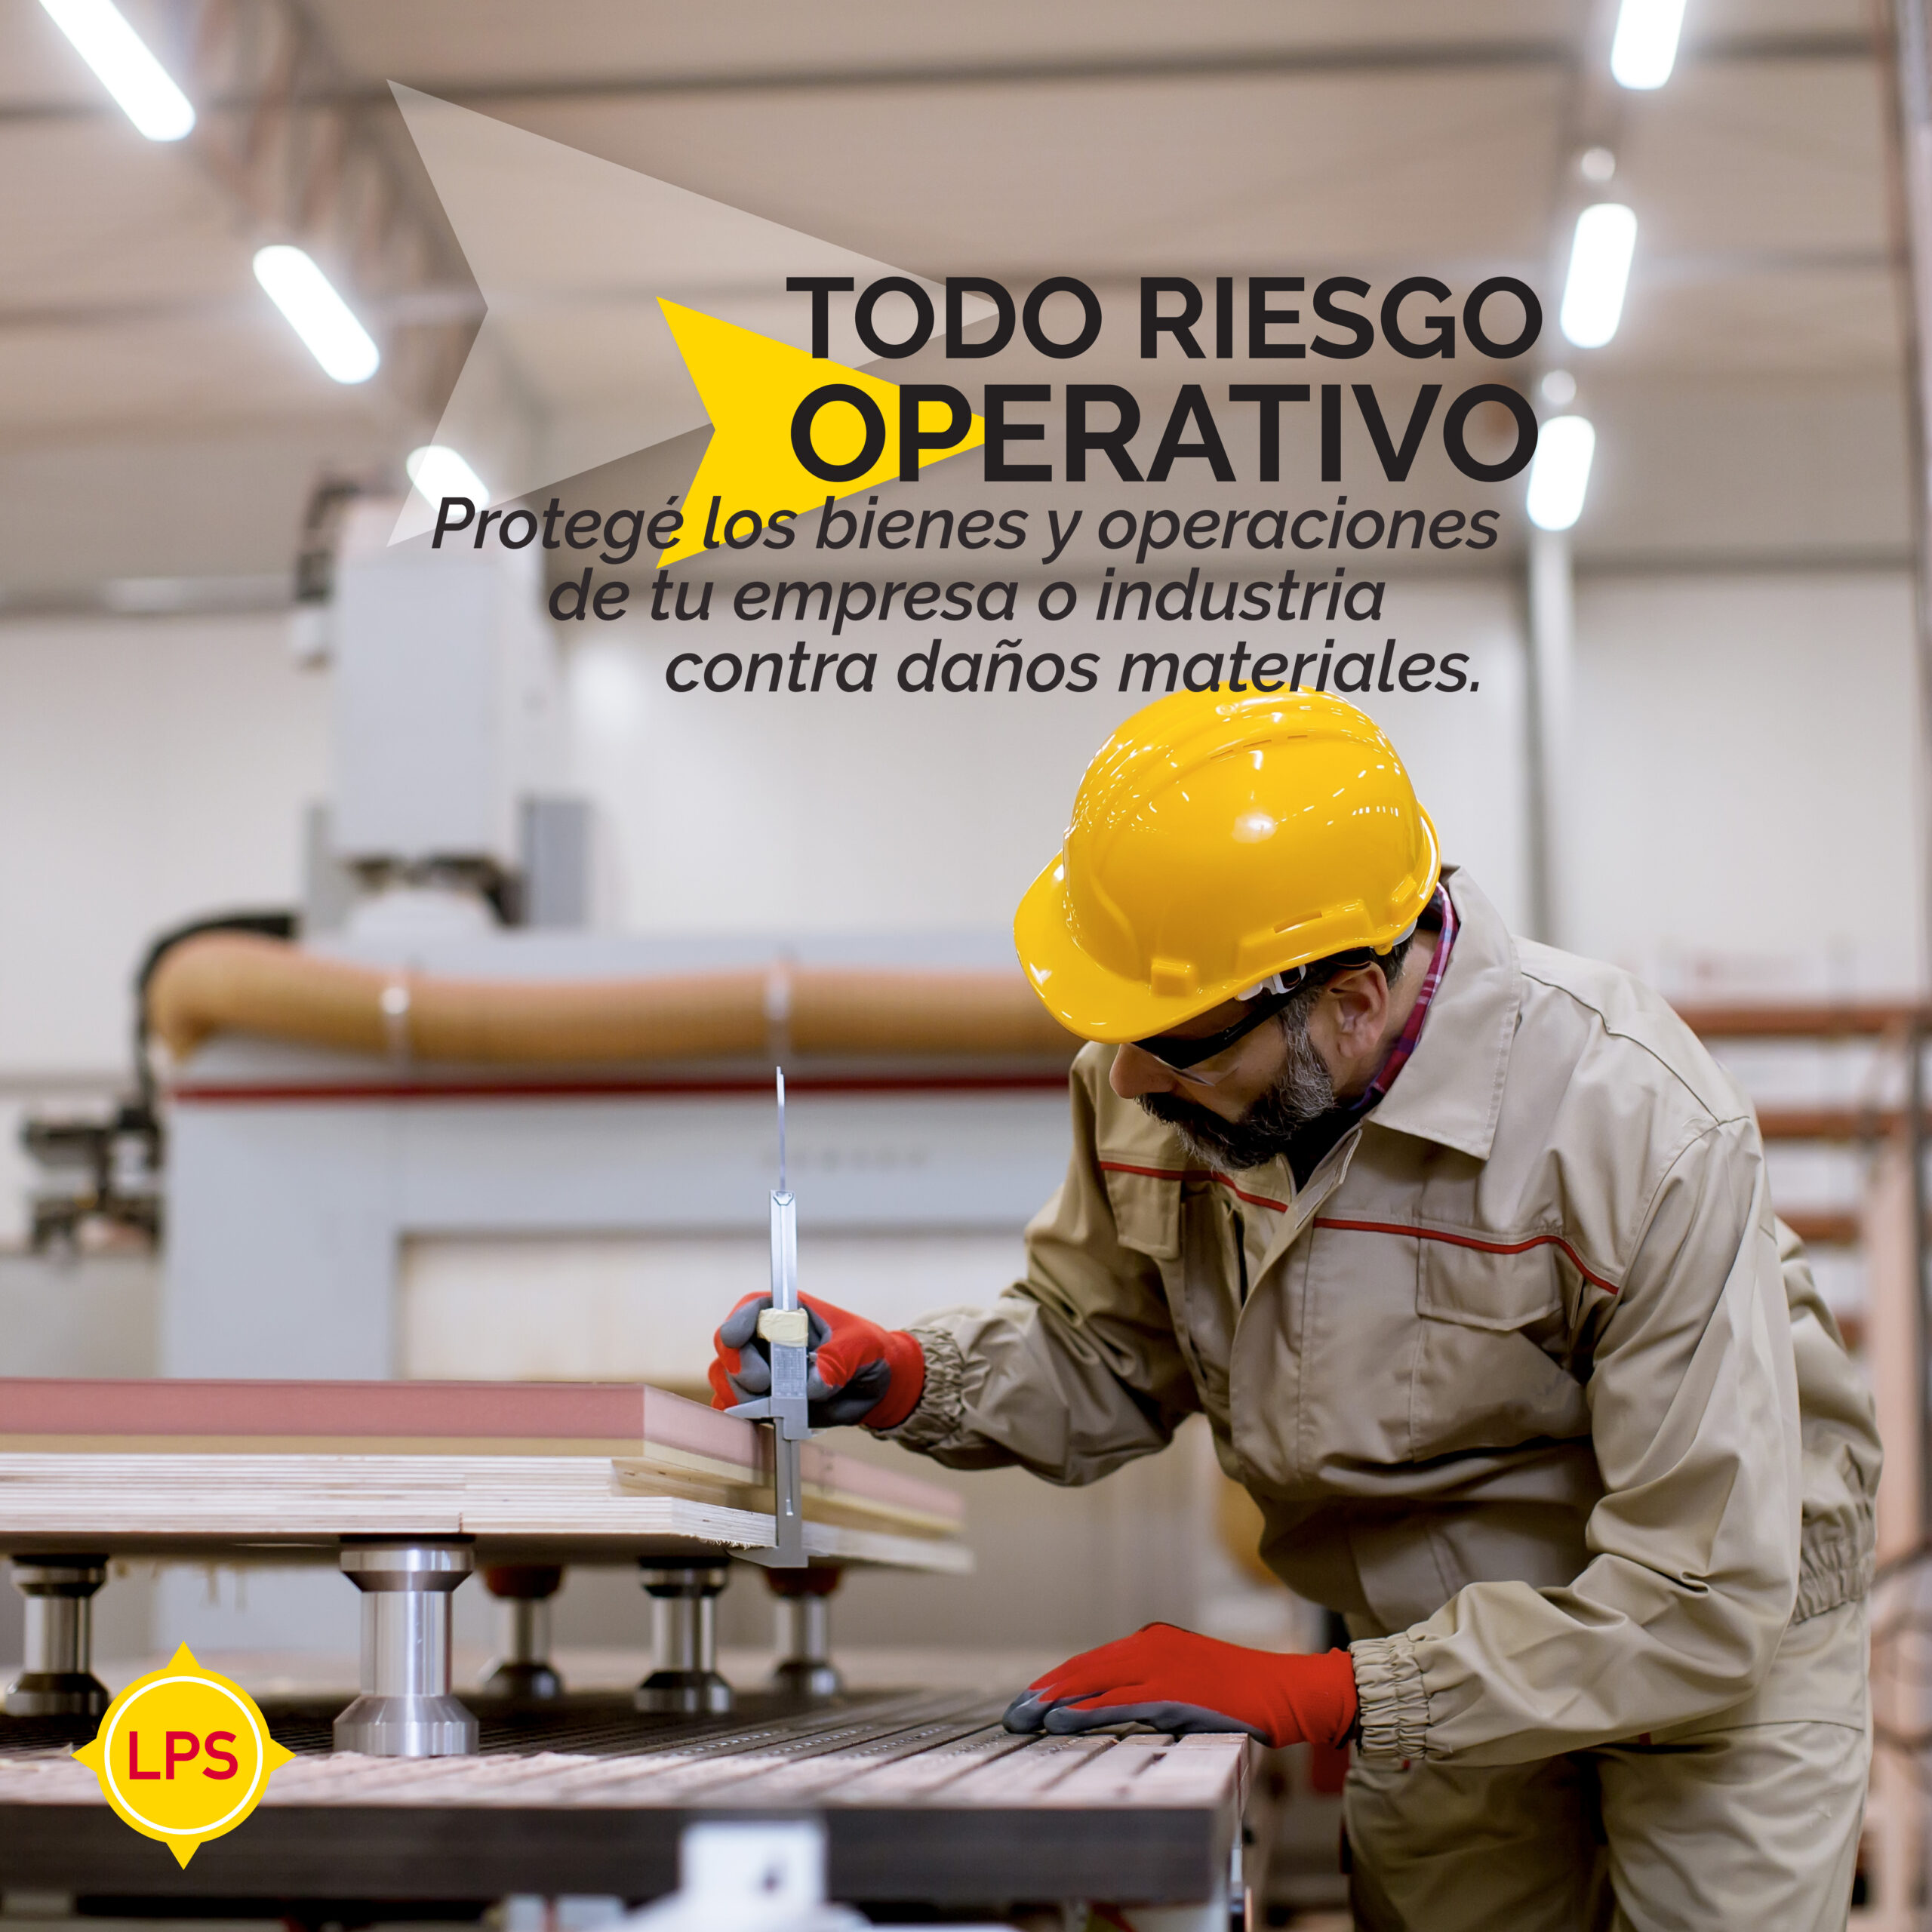 TODO RIESGO
OPERATIVO
Protegé los bienes y operaciones
de tu empresa o industria
contra daños materiales.
LPS